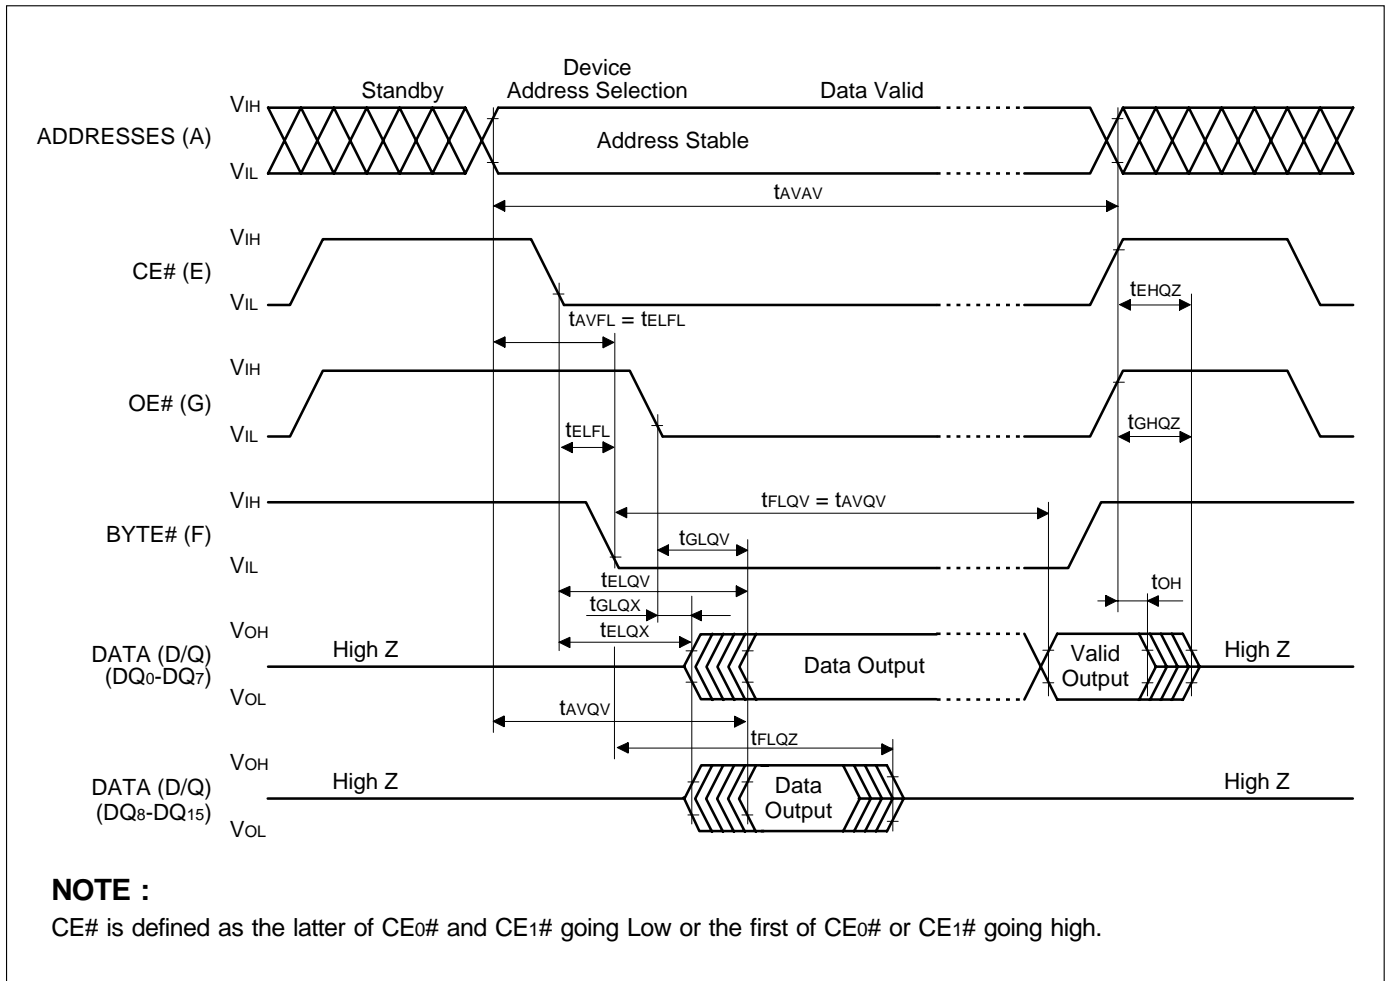 Device
Standby Address Selection Data Valid
VIH
ADDRESSES (A) Address Stable
VIL
tAVAV
VIH
CE# (E)
tEHQZ
VIL
tAVFL = tELFL
VIH
OE# (G)
tELFL tGHQZ
VIL
VIH
tFLQV = tAVQV
BYTE# (F)
tGLQV
VIL
tELQV tOH
tGLQX
tELQX
VOH
High Z Valid High Z
DATA (D/Q) Data Output
(DQ0-DQ7) Output
VOL
tAVQV
tFLQZ
VOH
High Z Data High Z
DATA (D/Q)
(DQ8-DQ15) Output
VOL
NOTE :
CE# is defined as the latter of CE0# and CE1# going Low or the first of CE0# or CE1# going high.